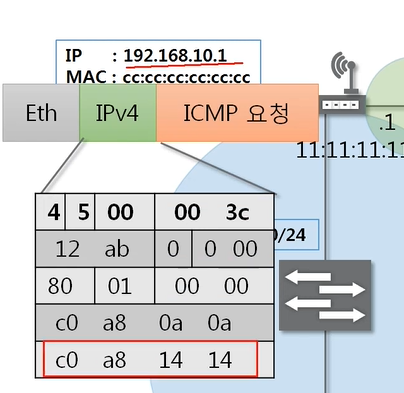 IP : 192.168.10.1
MAC : cc:cc:cc:cc:cc:cc
Eth IPv4 ICMP 요청
.1
11:11:11:11
4 5 00 00 3c
0/24
12 ab 0 0 00
80 01 00 00
c0 a8 0a 0a
c0 a8 14 14